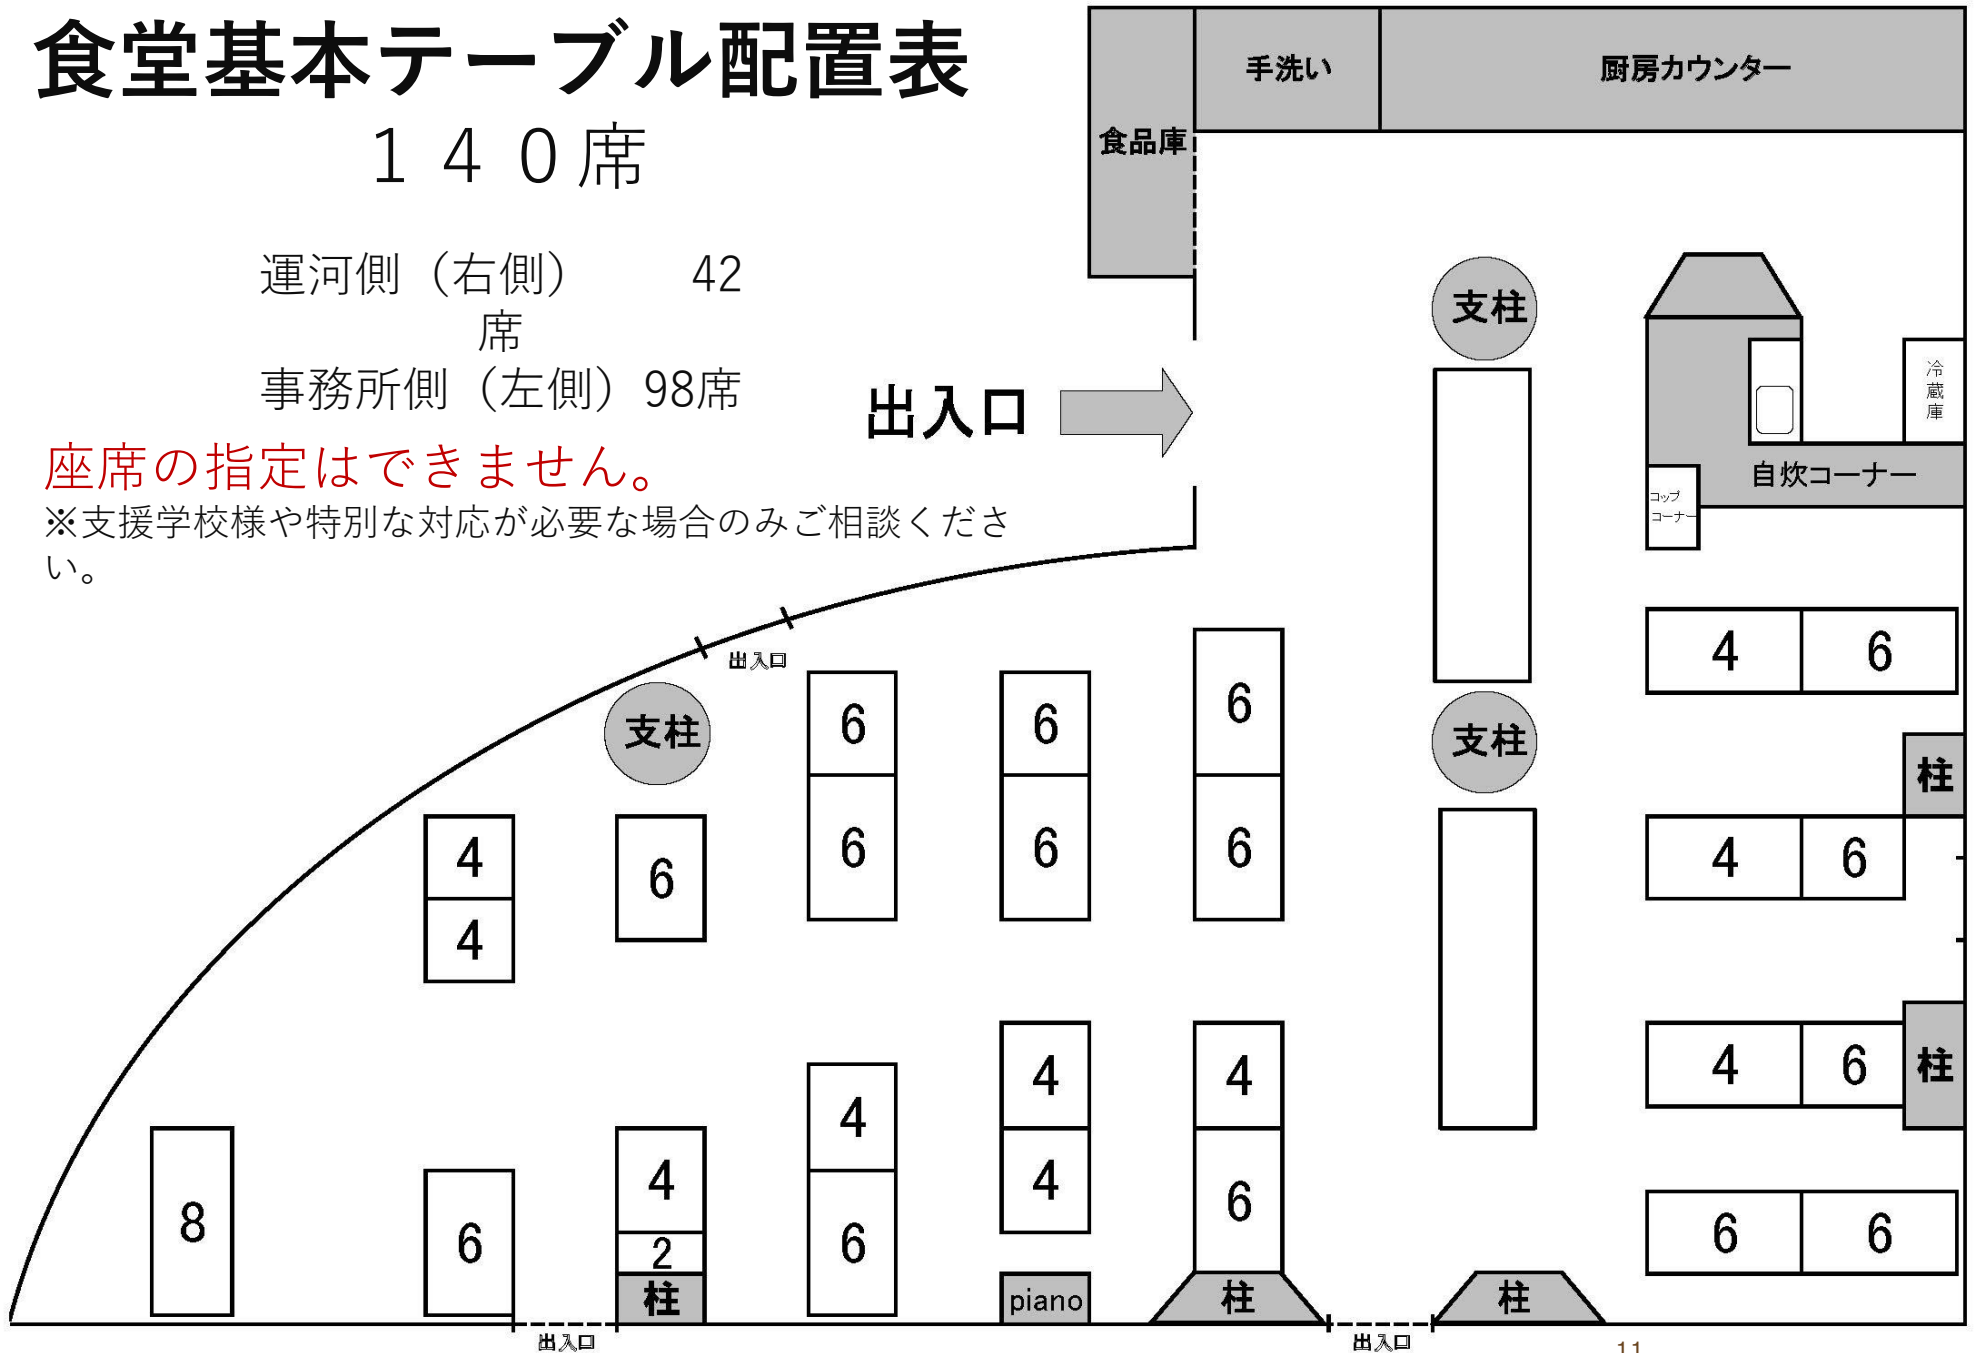 食堂基本テーブル配置表
１４０席
運河側（右側）　　42
席
事務所側（左側）98席
座席の指定はできません。
※支援学校様や特別な対応が必要な場合のみご相談くださ
い。
手洗い
厨房カウンター
食品庫
支柱
冷蔵庫
出入口
自炊コーナー
コップ
コーナー
4 6
出入口
6 6 6
支柱
支柱
柱
4 6 6 6 6 4 6
4
4 4 4 6 柱
4
4 4 6
8 6 2 6 6 6
柱 piano 柱 柱
出入口 出入口
11